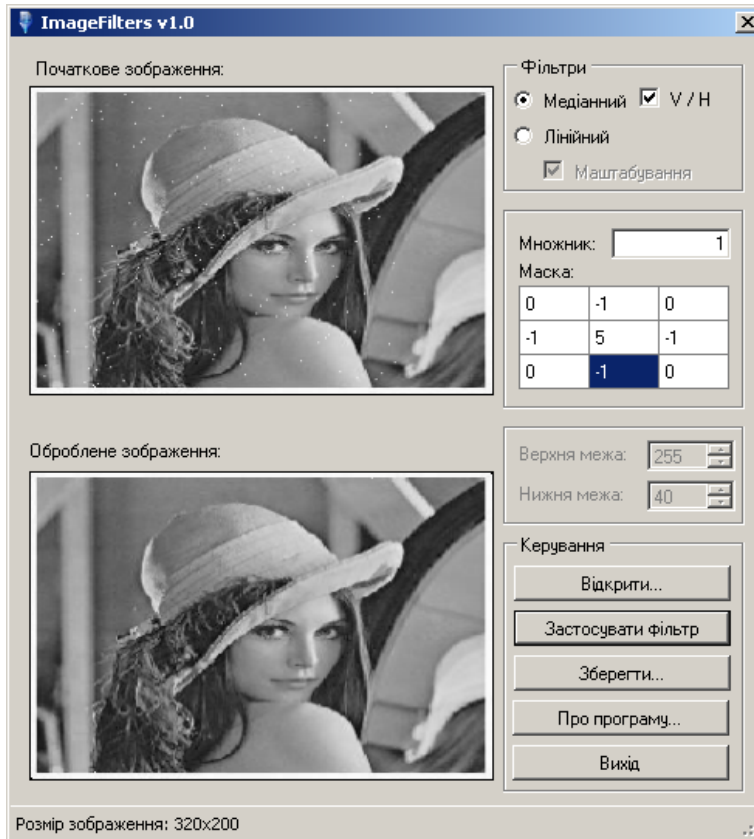 ImageFilters v1.0
Початкове зображення:
Фільтри
Медіанний
V / H
Лінійний
Маштабування
Множник: 1
Маска:
0 -1 0
-1 5 -1
0 -1 0
Оброблене зображення:
Верхня межа: 255
Нижня межа: 40
Керування
Відкрити...
Застосувати фільтр
Зберегти...
Про програму...
Вихід
Розмір зображення: 320x200